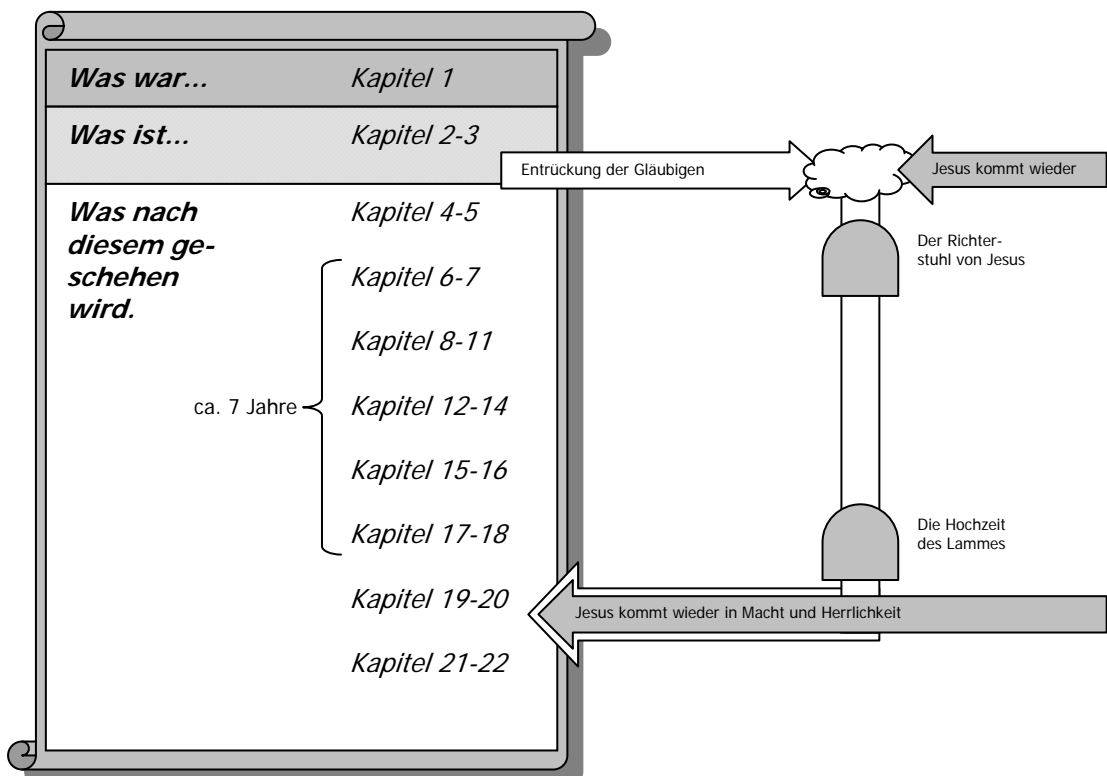 Was war... Kapitel 1
Was ist... Kapitel 2-3
Entrückung der Gläubigen
Jesus kommt wieder
Was nach
diesem ge-
schehen
wird.
Kapitel 4-5
Der Richter-
stuhl von Jesus
Kapitel 6-7
Kapitel 8-11
ca. 7 Jahre
Kapitel 12-14
Kapitel 15-16
Kapitel 17-18
Die Hochzeit
des Lammes
Kapitel 19-20
Jesus kommt wieder in Macht und Herrlichkeit
Kapitel 21-22